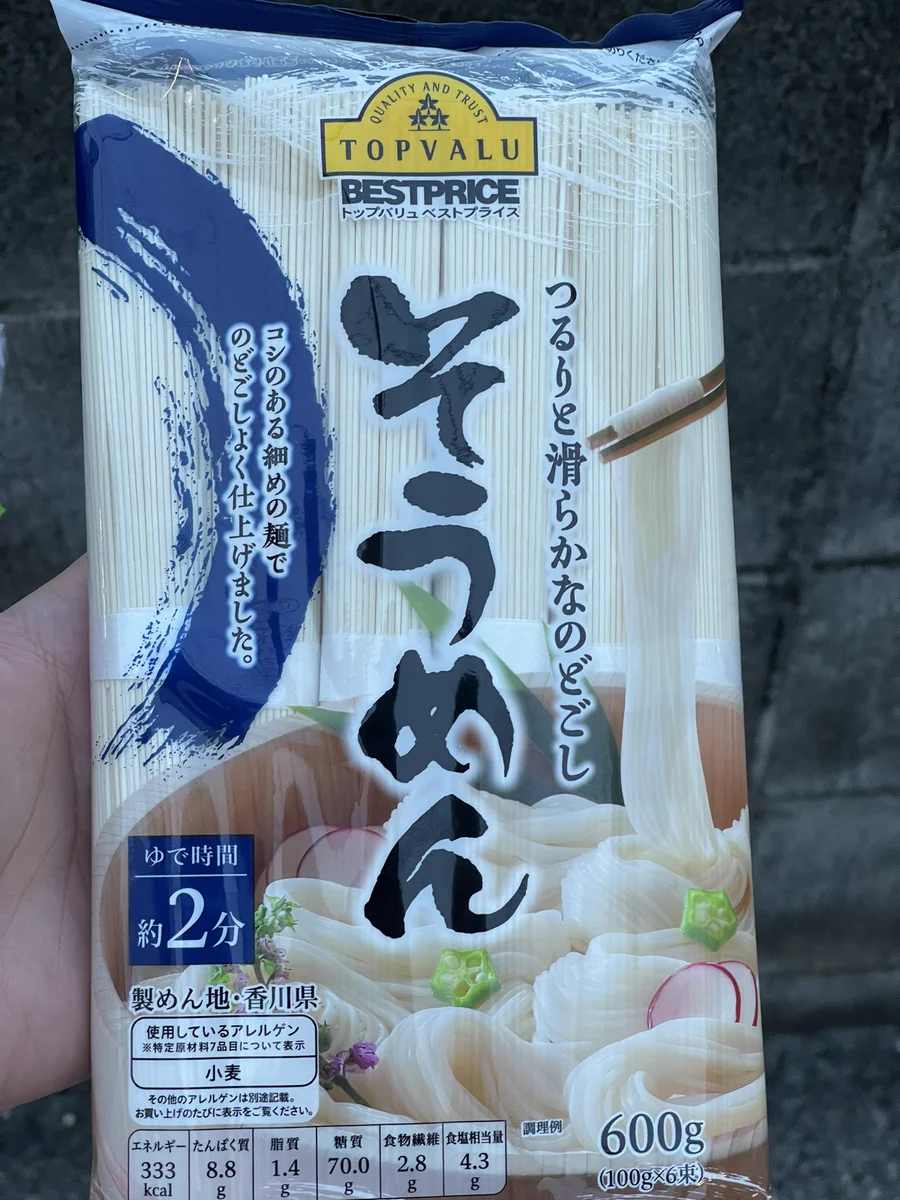 めりくださ
QUALITY AND TRUST
TOPVALU
BESTPRICE
トップバリュ ベストプライス
つるりと滑らかなのどごし
そうめん
コシのある細めの麺で
のどごしよく仕上げました。
ゆで時間
約2分
製めん地・香川県
使用しているアレルゲン
※特定原材料7品目について表示
小麦
その他のアレルゲンは別途記載。
お買い上げのたびに表示をご覧ください。
エネルギー たんぱく質 脂質 糖質 食物繊維 食塩相当量
333 8.8 1.4 70.0 2.8 4.3
kcal g g g g g
調理例
600g
(100g×6束)